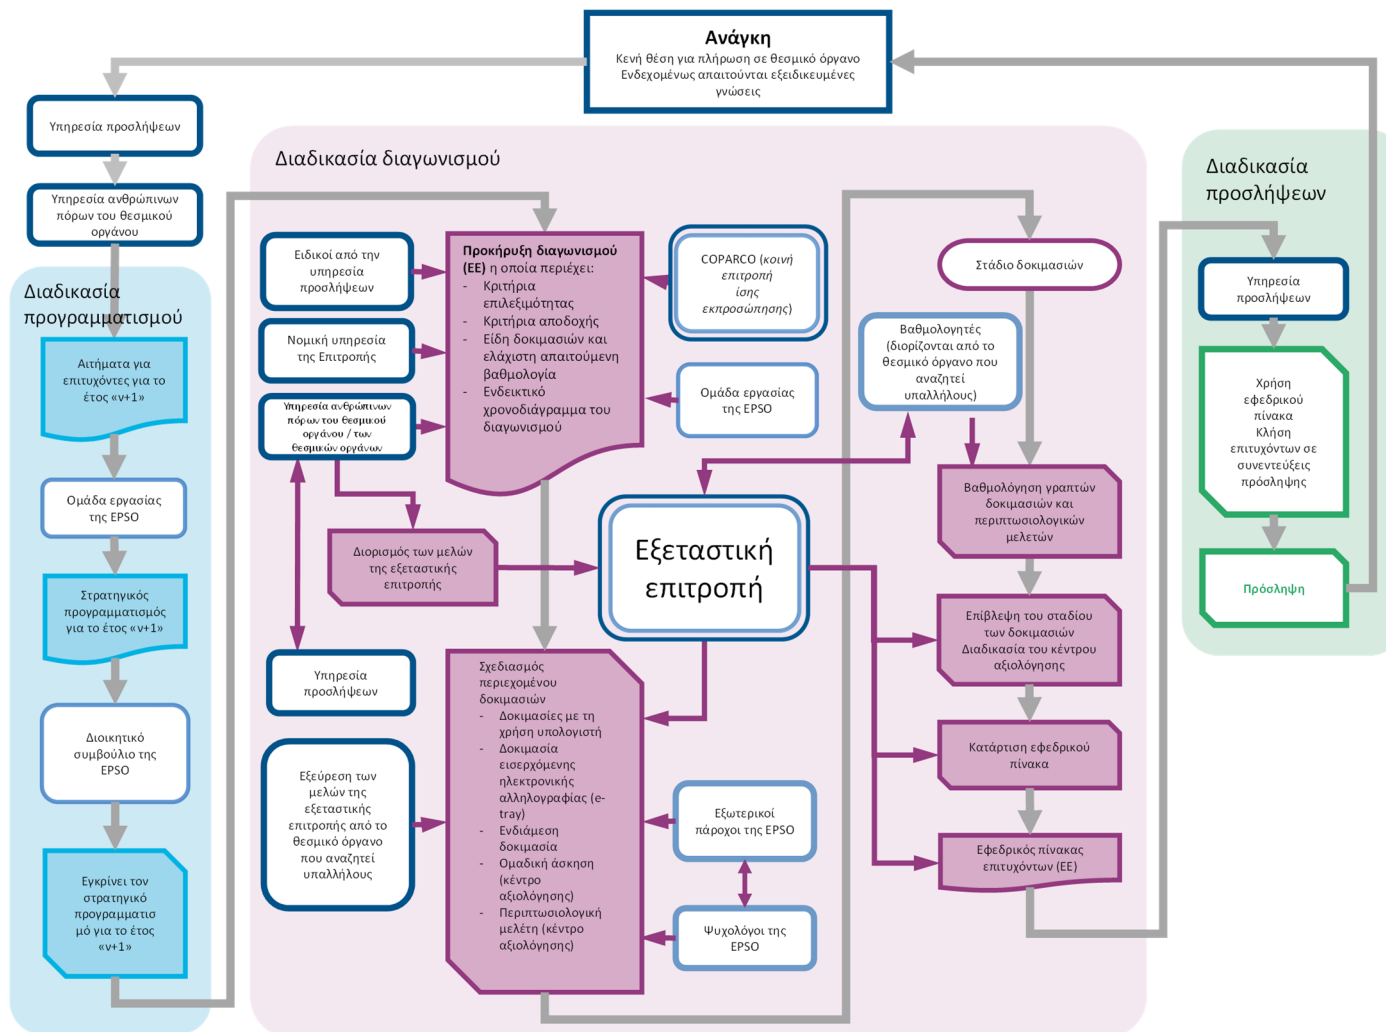 Ανάγκη
Κενή θέση για πλήρωση σε θεσμικό όργανο
Ενδεχομένως απαιτούνται εξειδικευμένες
γνώσεις
Υπηρεσία προσλήψεων
Υπηρεσία ανθρώπινων
πόρων του θεσμικού
οργάνου
Διαδικασία
προγραμματισμού
Αιτήματα για
επιτυχόντες για το
έτος «ν+1»
Ομάδα εργασίας
της EPSO
Στρατηγικός
προγραμματισμός
για το έτος «ν+1»
Διοικητικό
συμβούλιο της
EPSO
Εγκρίνει τον
στρατηγικό
προγραμματισ
μό για το έτος
«ν+1»
Διαδικασία διαγωνισμού
Ειδικοί από την
υπηρεσία
προσλήψεων
Νομική υπηρεσία
της Επιτροπής
Υπηρεσία ανθρώπινων
πόρων του θεσμικού
οργάνου / των
θεσμικών οργάνων
Προκήρυξη διαγωνισμού
(ΕΕ) η οποία περιέχει:
- Κριτήρια
επιλεξιμότητας
- Κριτήρια αποδοχής
- Είδη δοκιμασιών και
ελάχιστη απαιτούμενη
βαθμολογία
- Ενδεικτικό
χρονοδιάγραμμα του
διαγωνισμού
COPARCO (κοινή
επιτροπή
ίσης
εκπροσώπησης)
Ομάδα εργασίας
της EPSO
Διορισμός των μελών
της εξεταστικής
επιτροπής
Εξεταστική
επιτροπή
Υπηρεσία
προσλήψεων
Εξεύρεση των
μελών της
εξεταστικής
επιτροπής από το
θεσμικό όργανο
που αναζητεί
υπαλλήλους
Σχεδιασμός
περιεχομένου
δοκιμασιών
- Δοκιμασίες με τη
χρήση υπολογιστή
- Δοκιμασία
εισερχόμενης
ηλεκτρονικής
αλληλογραφίας (e-
tray)
- Ενδιάμεση
δοκιμασία
- Ομαδική άσκηση
(κέντρο
αξιολόγησης)
- Περιπτωσιολογική
μελέτη (κέντρο
αξιολόγησης)
Εξωτερικοί
πάροχοι της EPSO
Ψυχολόγοι της
EPSO
Στάδιο δοκιμασιών
Βαθμολογητές
(διορίζονται από το
θεσμικό όργανο που
αναζητεί
υπαλλήλους)
Βαθμολόγηση γραπτών
δοκιμασιών και
περιπτωσιολογικών
μελετών
Επίβλεψη του σταδίου
των δοκιμασιών
Διαδικασία του κέντρου
αξιολόγησης
Κατάρτιση εφεδρικού
πίνακα
Εφεδρικός πίνακας
επιτυχόντων (ΕΕ)
Διαδικασία
προσλήψεων
Υπηρεσία
προσλήψεων
Χρήση
εφεδρικού
πίνακα
Κλήση
επιτυχόντων σε
συνεντεύξεις
πρόσληψης
Πρόσληψη